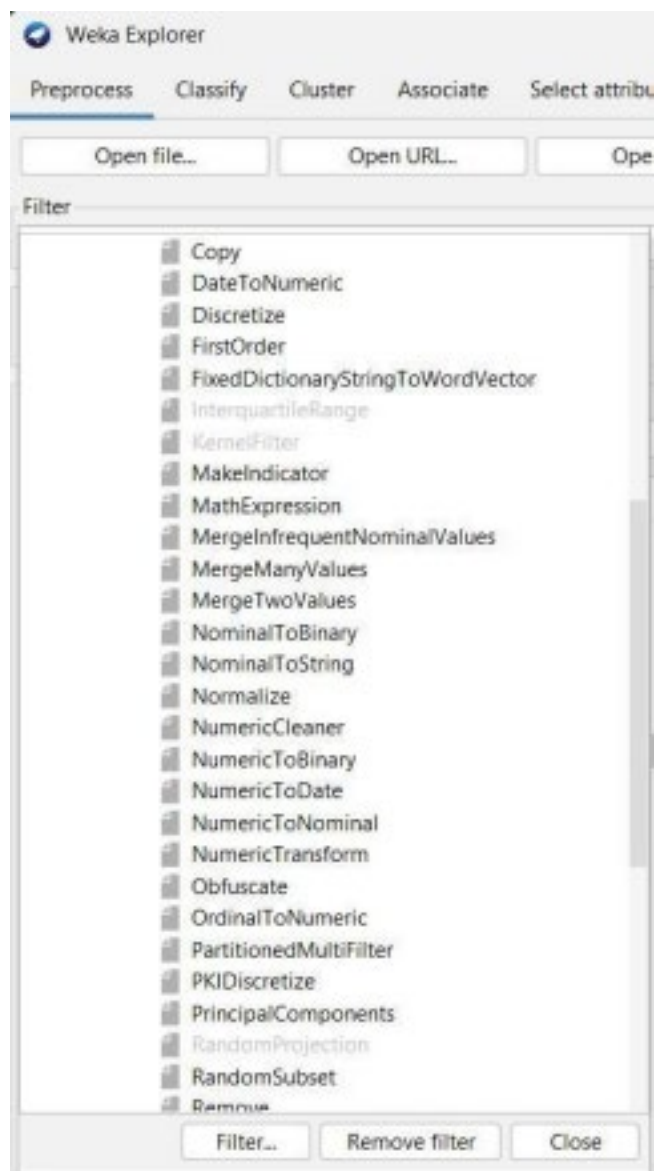 Weka Explorer
Preprocess Classify Cluster Associate Select attribu
Open file... Open URL... Ope
Filter
Copy
DateToNumeric
Discretize
FirstOrder
FixedDictionaryStringToWordVector
InterquartileRange
KernelFilter
MakeIndicator
MathExpression
MergeInfrequentNominalValues
MergeManyValues
MergeTwoValues
NominalToBinary
NominalToString
Normalize
NumericCleaner
NumericToBinary
NumericToDate
NumericToNominal
NumericTransform
Obfuscate
OrdinalToNumeric
PartitionedMultiFilter
PKIDiscretize
PrincipalComponents
RandomProjection
RandomSubset
Remove
Filter... Remove filter Close